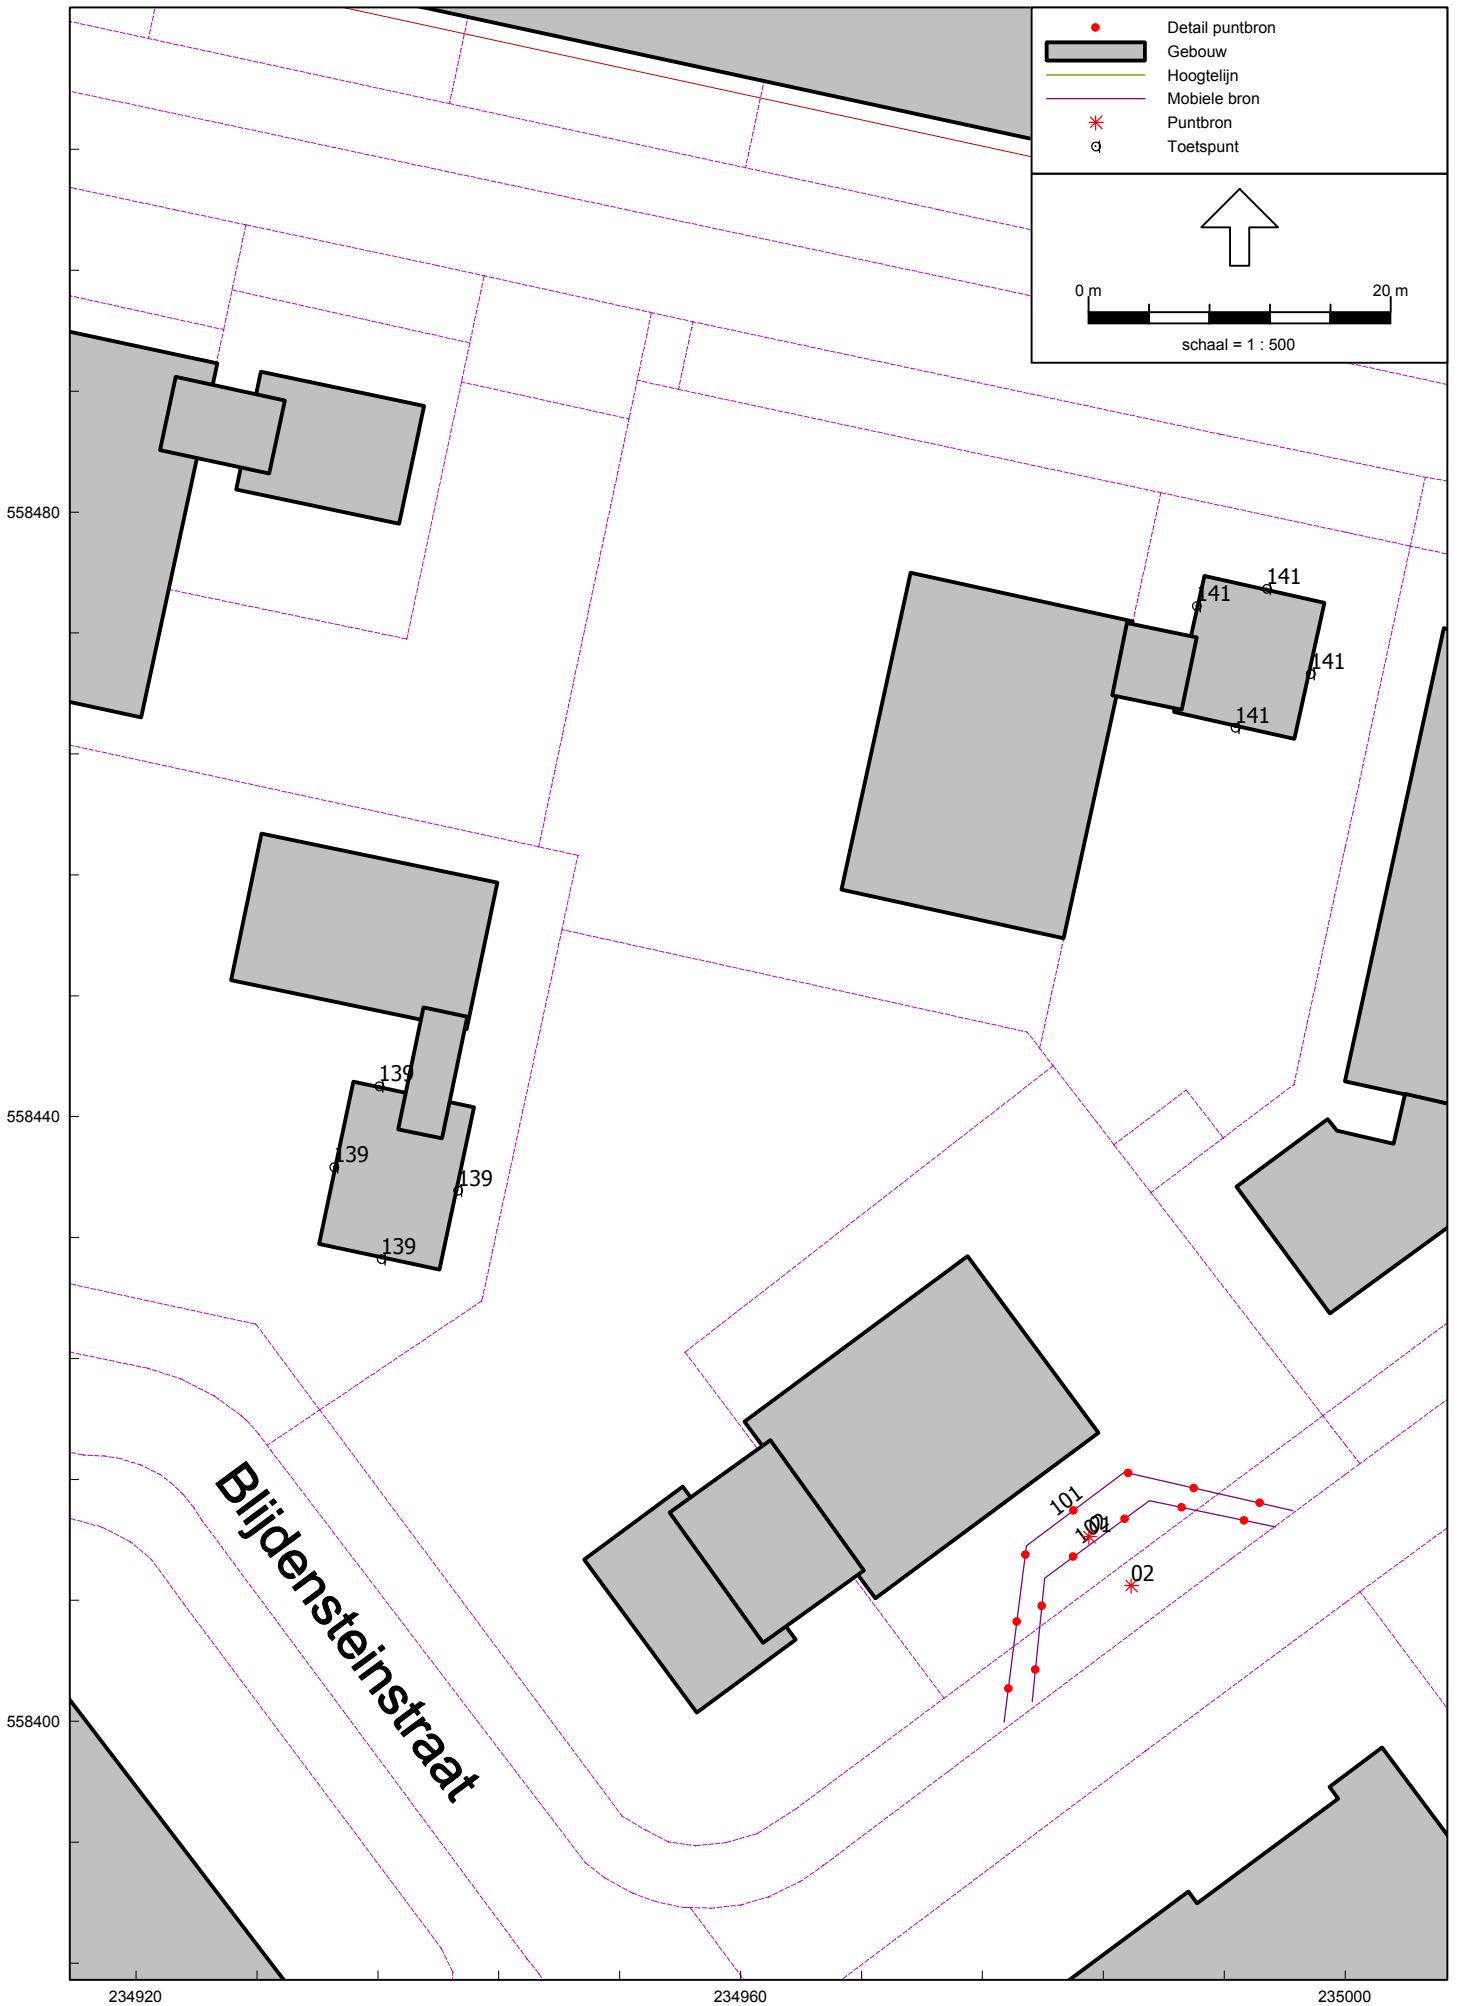 Detail puntbron
Gebouw
Hoogtelijn
Mobiele bron
Puntbron
Toetspunt
0 m 20 m
schaal = 1 : 500
558480
141
141
141
141
558440
139
139
139
139
101
02
Blijdensteinstraat
558400
234920 234960 235000